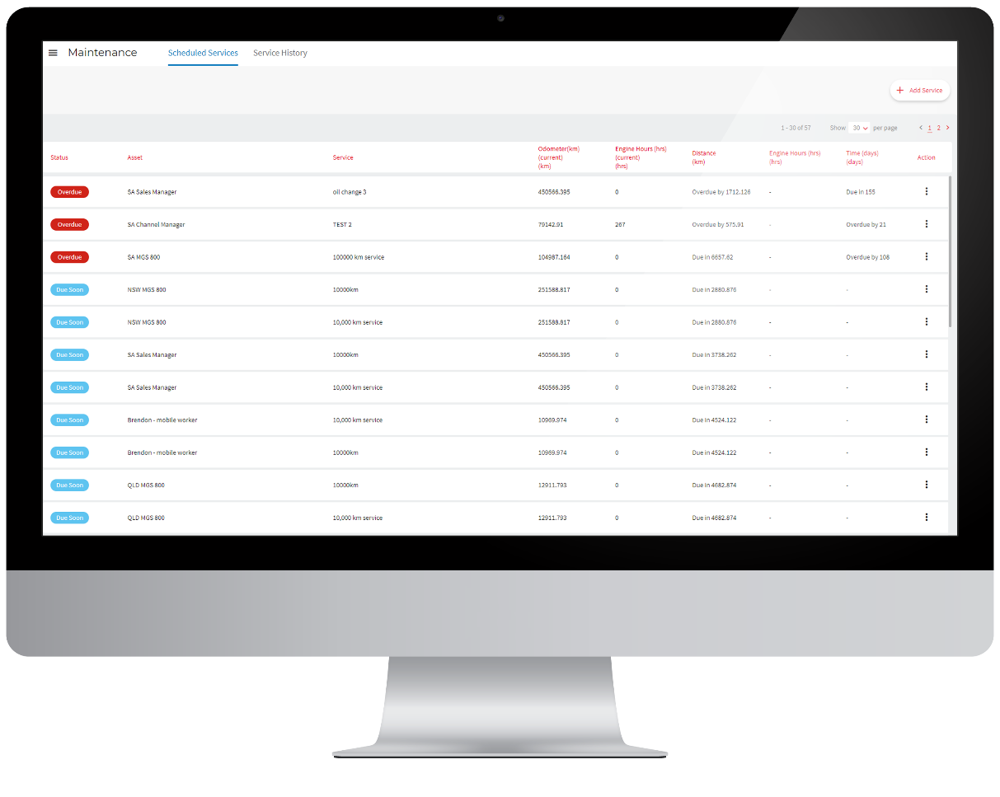 Maintenance Scheduled Services Service History
+ Add Service
1 - 30 of 57 Show 30 per page < 1 2 >
Status Asset Service Odometer(km) (current) (km) Engine Hours (hrs) (current) (hrs) Distance (km) Engine Hours (hrs) (hrs) Time (days) (days) Action
Overdue SA Sales Manager oil change 3 450566.395 0 Overdue by 1712.126 - Due in 155
Overdue SA Channel Manager TEST 2 79142.91 267 Overdue by 575.91 - Overdue by 21
Overdue SA MGS 800 100000 km service 104987.164 0 Due in 6657.62 - Overdue by 108
Due Soon NSW MGS 800 10000km 251588.817 0 Due in 2880.876 - -
Due Soon NSW MGS 800 10,000 km service 251588.817 0 Due in 2880.876 - -
Due Soon SA Sales Manager 10000km 450566.395 0 Due in 3738.262 - -
Due Soon SA Sales Manager 10,000 km service 450566.395 0 Due in 3738.262 - -
Due Soon Brendon - mobile worker 10,000 km service 10969.974 0 Due in 4524.122 - -
Due Soon Brendon - mobile worker 10000km 10969.974 0 Due in 4524.122 - -
Due Soon QLD MGS 800 10000km 12911.793 0 Due in 4682.874 - -
Due Soon QLD MGS 800 10,000 km service 12911.793 0 Due in 4682.874 - -